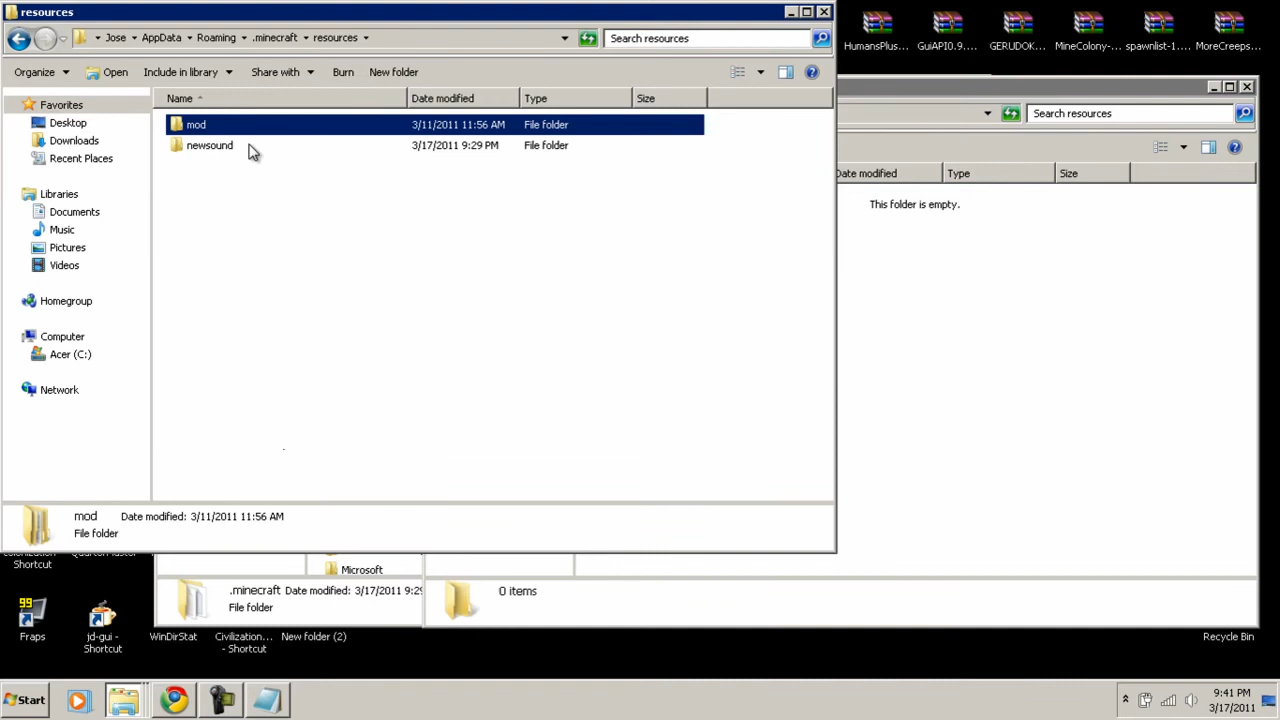 resources
Jose AppData Roaming .minecraft resources
Search resources
Organize Open Include in library Share with Burn New folder
Name Date modified Type Size
Favorites
Desktop
Downloads
Recent Places
Libraries
Documents
Music
Pictures
Videos
Homegroup
Computer
Acer (C:)
Network
mod 3/11/2011 11:56 AM File folder
newsound 3/17/2011 9:29 PM File folder
mod Date modified: 3/11/2011 11:56 AM
File folder
HumansPlus... GuiAPI0.9.... GERUDOK... MineColony-... spawnlist-1.... MoreCreeps...
Search resources
Date modified Type Size
This folder is empty.
Microsoft
.minecraft Date modified: 3/17/2011 9:29
File folder
0 items
Shortcut
99
Fraps
jd-gui -
Shortcut
WinDirStat
Civilization...
- Shortcut
New folder (2)
Recycle Bin
Start
9:41 PM
3/17/2011